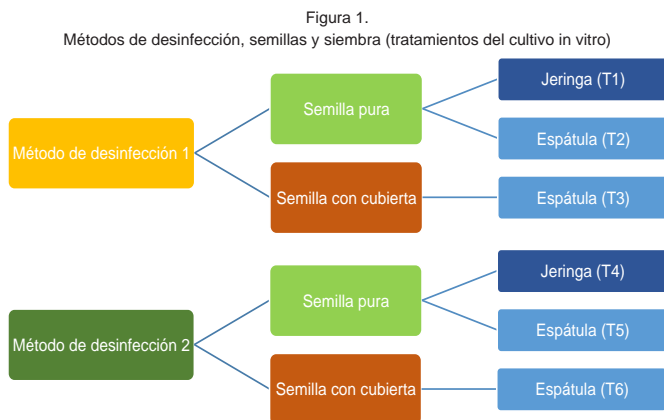 Figura 1.
Métodos de desinfección, semillas y siembra (tratamientos del cultivo in vitro)
Método de desinfección 1
Semilla pura
Jeringa (T1)
Espátula (T2)
Semilla con cubierta
Espátula (T3)
Método de desinfección 2
Semilla pura
Jeringa (T4)
Espátula (T5)
Semilla con cubierta
Espátula (T6)